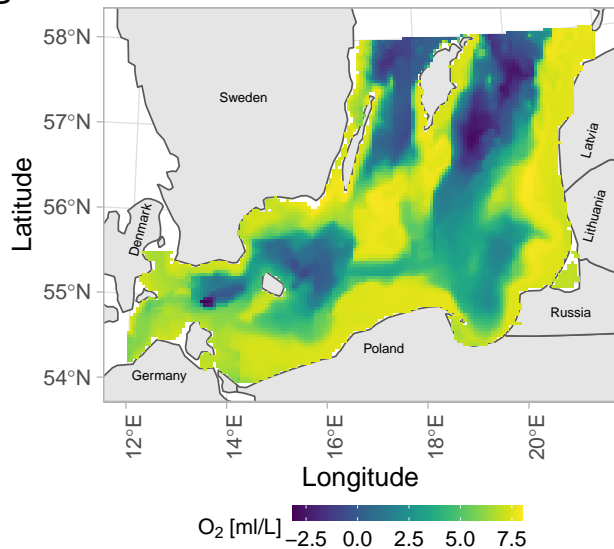 58°N
57°N
56°N
55°N
54°N
Latitude
Sweden
Denmark
Latvia
Lithuania
Russia
Poland
Germany
12°E
14°E
16°E
18°E
20°E
Longitude
O₂ [ml/L]
−2.5 0.0 2.5 5.0 7.5